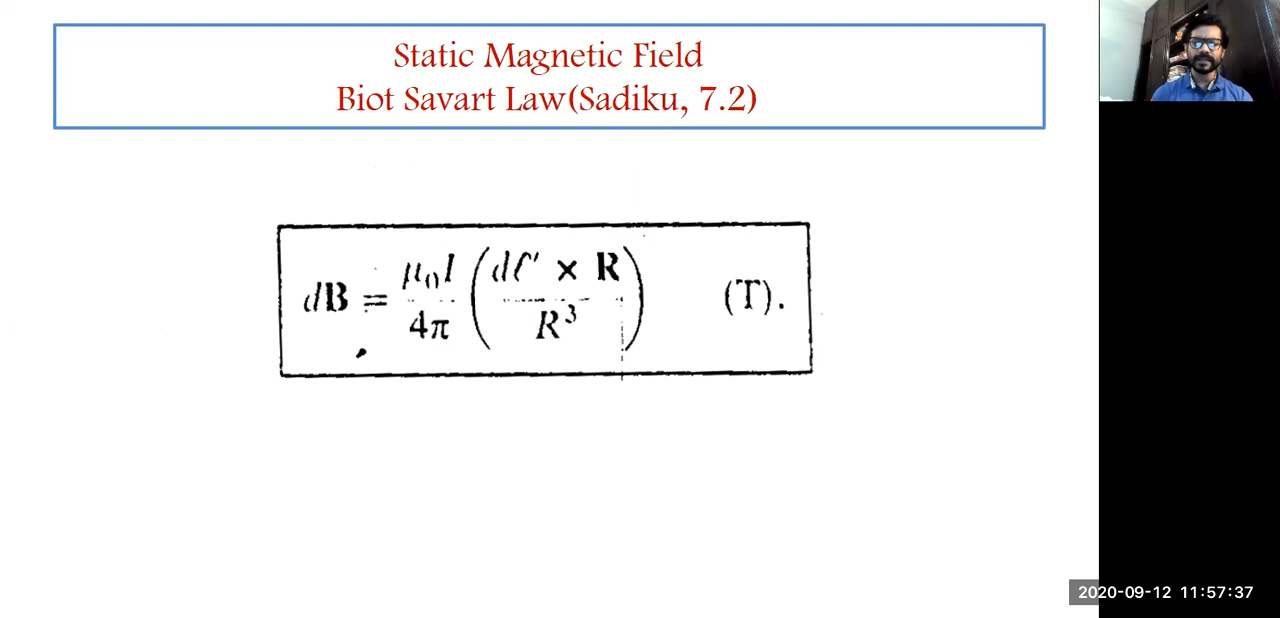 Static Magnetic Field
Biot Savart Law(Sadiku, 7.2)
dB = μ₀I/4π (dℓ′ × R / R³) (T).
2020-09-12 11:57:37